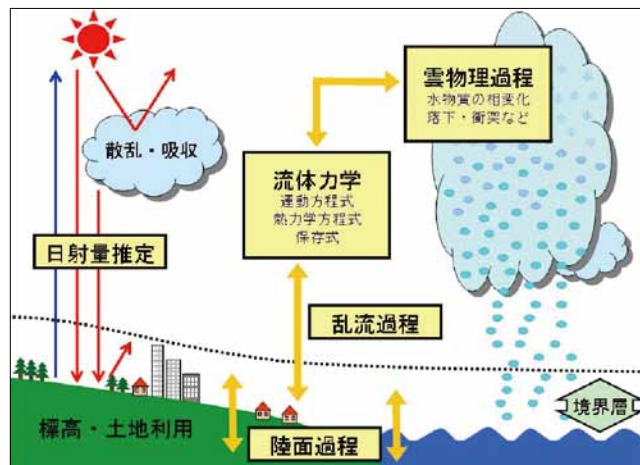 雲物理過程
水物質の相変化
落下・衝突など
散乱・吸収
流体力学
運動方程式
熱力学方程式
保存式
日射量推定
乱流過程
境界層
標高・土地利用
陸面過程